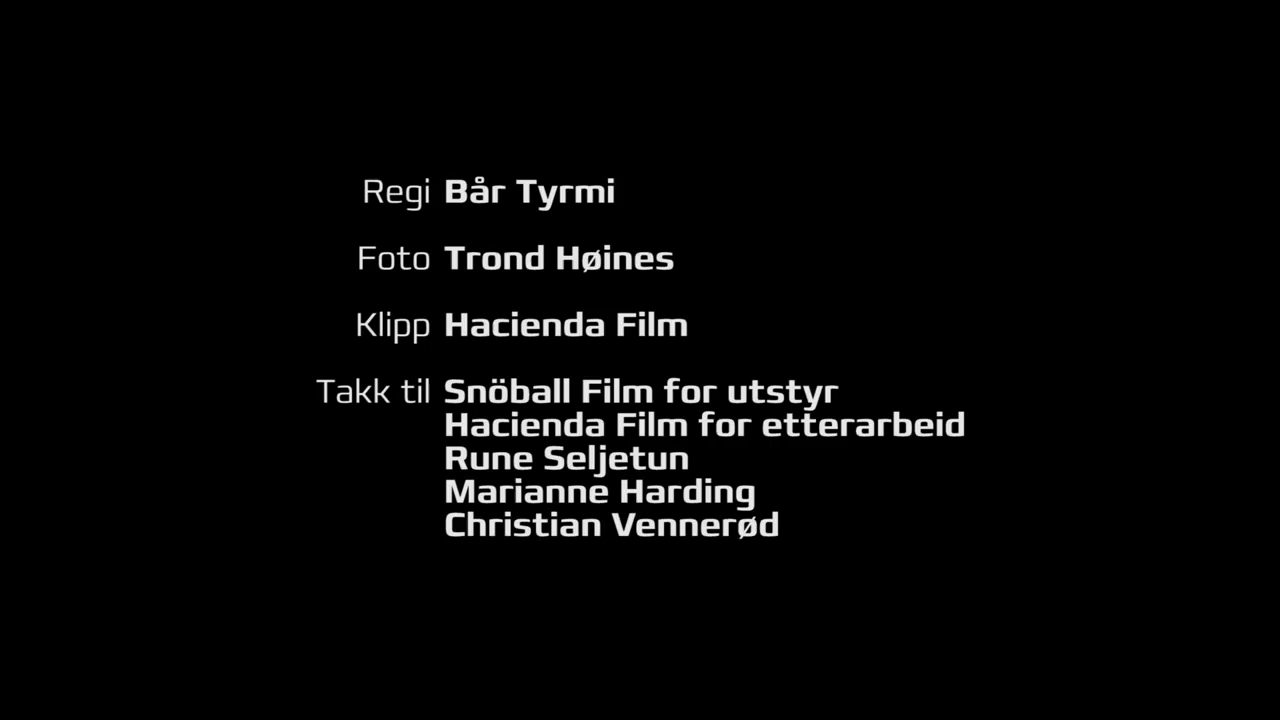 Regi Bår Tyrmi
Foto Trond Høines
Klipp Hacienda Film
Takk til Snöball Film for utstyr
Hacienda Film for etterarbeid
Rune Seljetun
Marianne Harding
Christian Vennerød